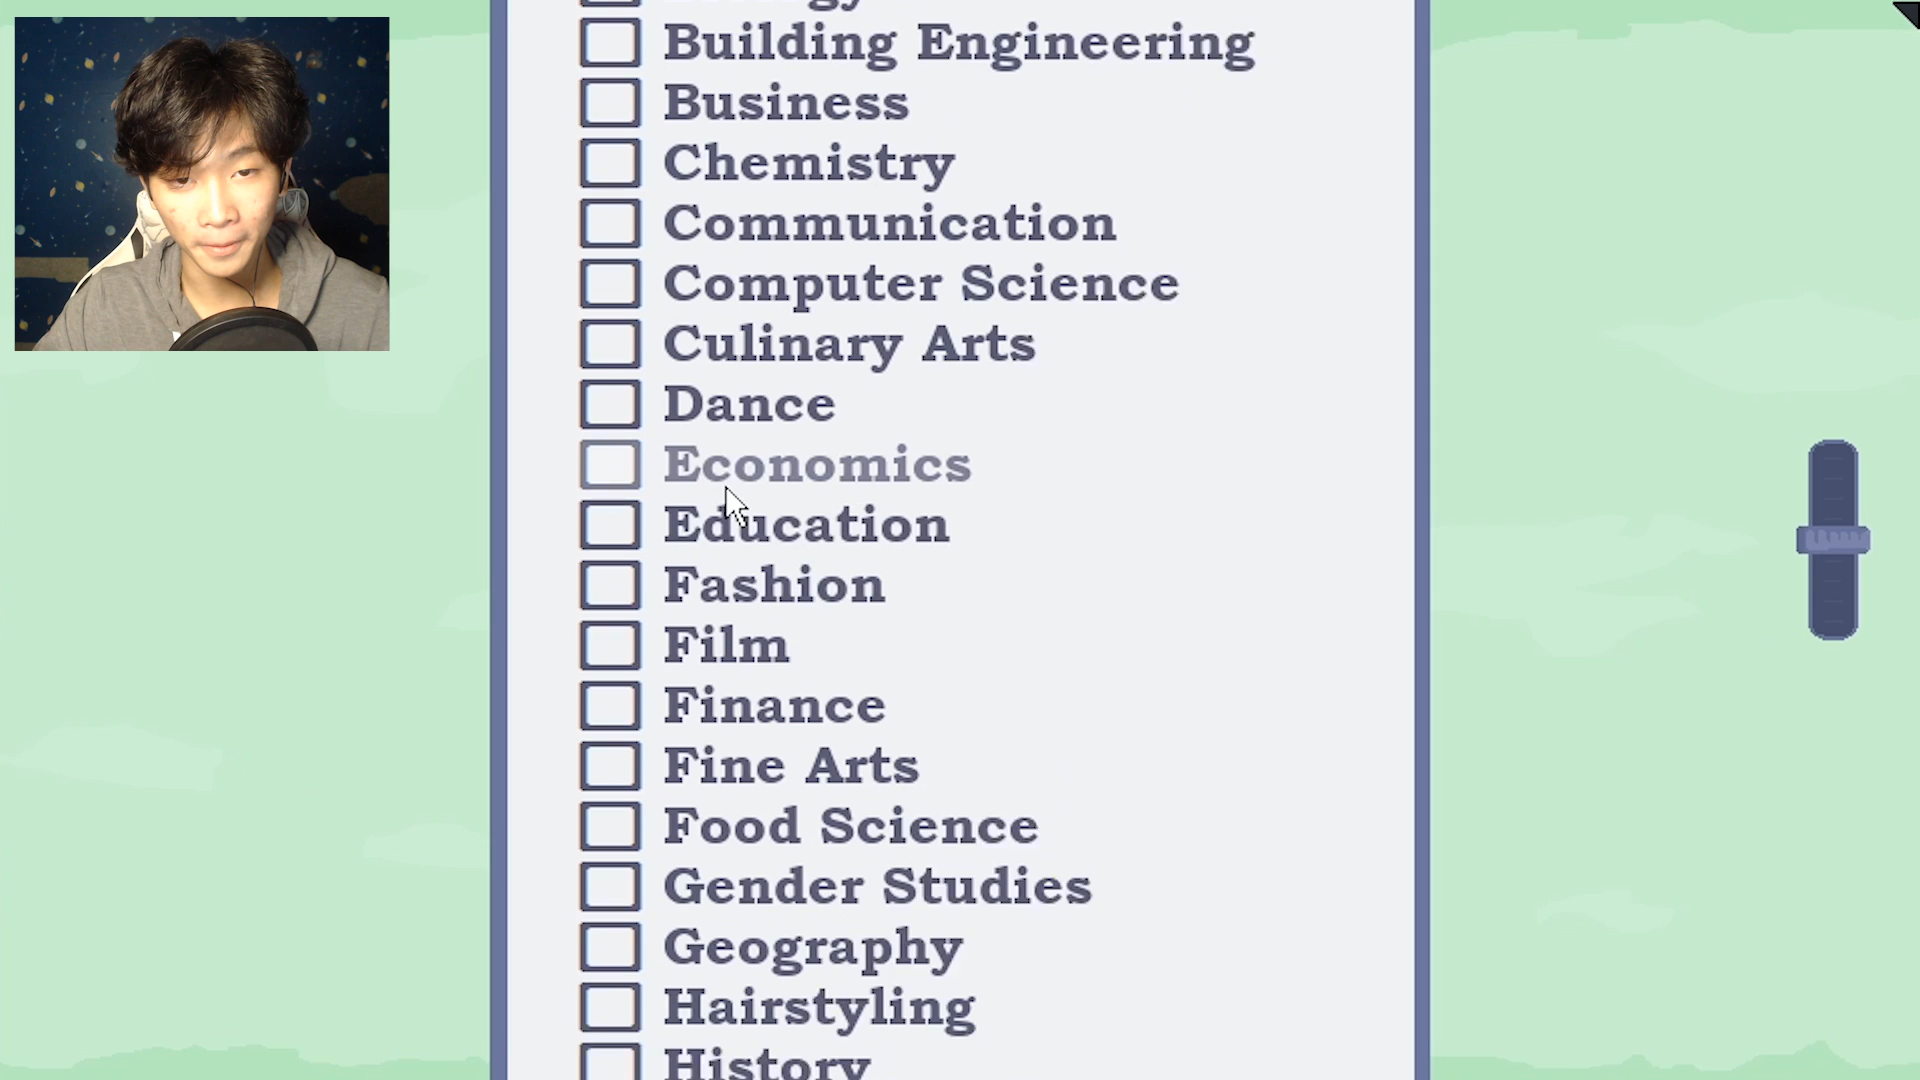 Building Engineering
Business
Chemistry
Communication
Computer Science
Culinary Arts
Dance
Economics
Education
Fashion
Film
Finance
Fine Arts
Food Science
Gender Studies
Geography
Hairstyling
History